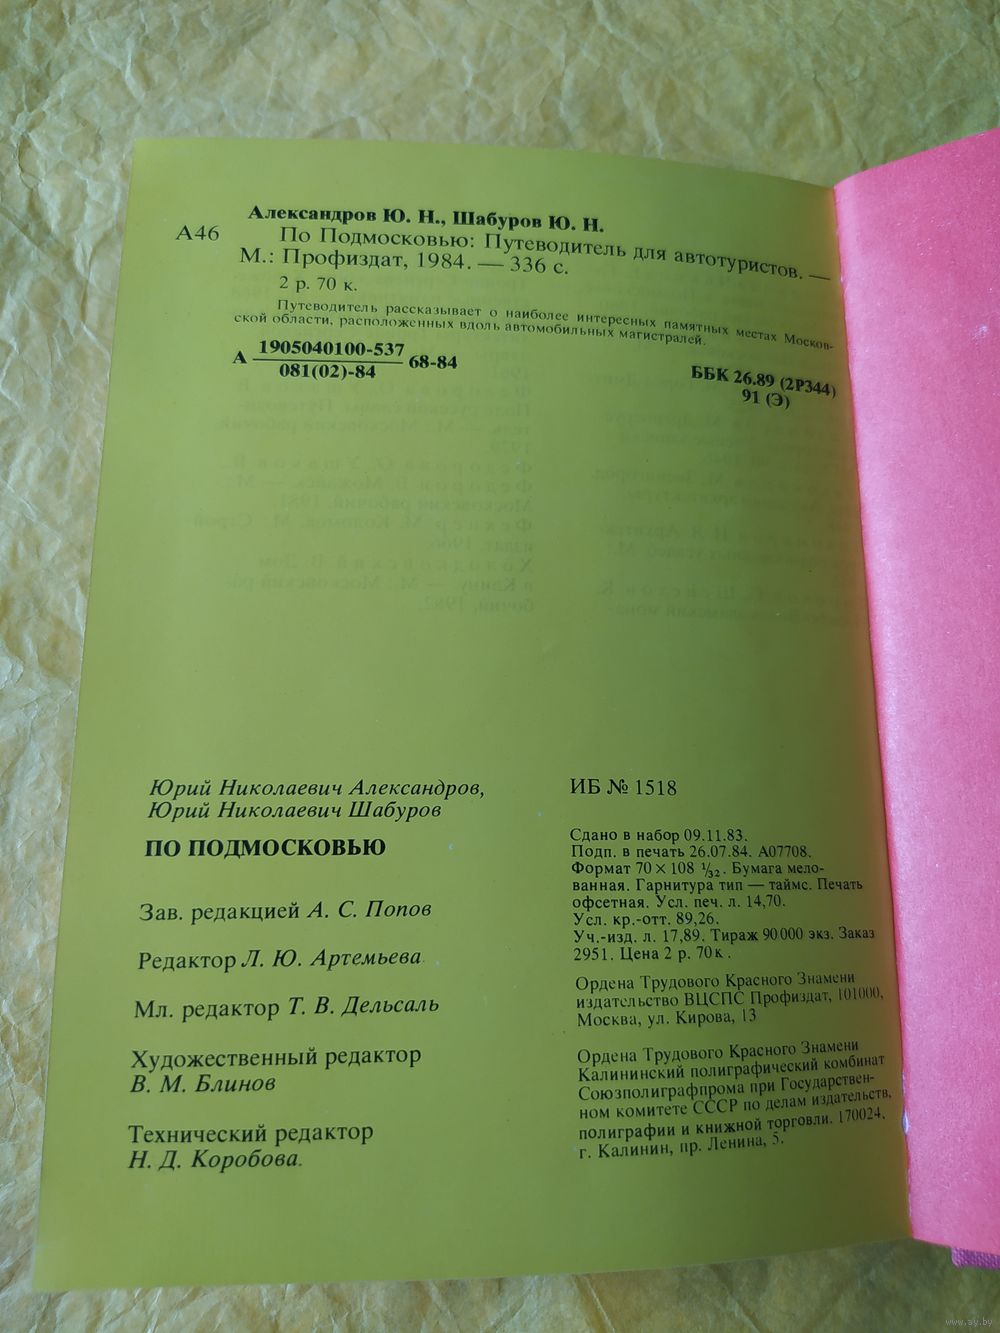 Александров Ю. Н., Шабуров Ю. Н.
А46 По Подмосковью: Путеводитель для автотуристов. —
М.: Профиздат, 1984. — 336 с.
2 р. 70 к.
Путеводитель рассказывает о наиболее интересных памятных местах Москов-
ской области, расположенных вдоль автомобильных магистралей.
А 1905040100-537 68-84
081(02)-84
ББК 26.89 (2Р344)
91 (Э)
Юрий Николаевич Александров,
Юрий Николаевич Шабуров
ПО ПОДМОСКОВЬЮ
Зав. редакцией А. С. Попов
Редактор Л. Ю. Артемьева
Мл. редактор Т. В. Дельсаль
Художественный редактор
В. М. Блинов
Технический редактор
Н. Д. Коробова.
ИБ № 1518
Сдано в набор 09.11.83.
Подп. в печать 26.07.84. А07708.
Формат 70 × 108 1/32. Бумага мело-
ванная. Гарнитура тип — таймс. Печать
офсетная. Усл. печ. л. 14,70.
Усл. кр.-отт. 89,26.
Уч.-изд. л. 17,89. Тираж 90 000 экз. Заказ
2951. Цена 2 р. 70 к.
Ордена Трудового Красного Знамени
издательство ВЦСПС Профиздат, 101000,
Москва, ул. Кирова, 13
Ордена Трудового Красного Знамени
Калининский полиграфический комбинат
Союзполиграфпрома при Государствен-
ном комитете СССР по делам издательств,
полиграфии и книжной торговли. 170024,
г. Калинин, пр. Ленина, 5.
www.ay.by